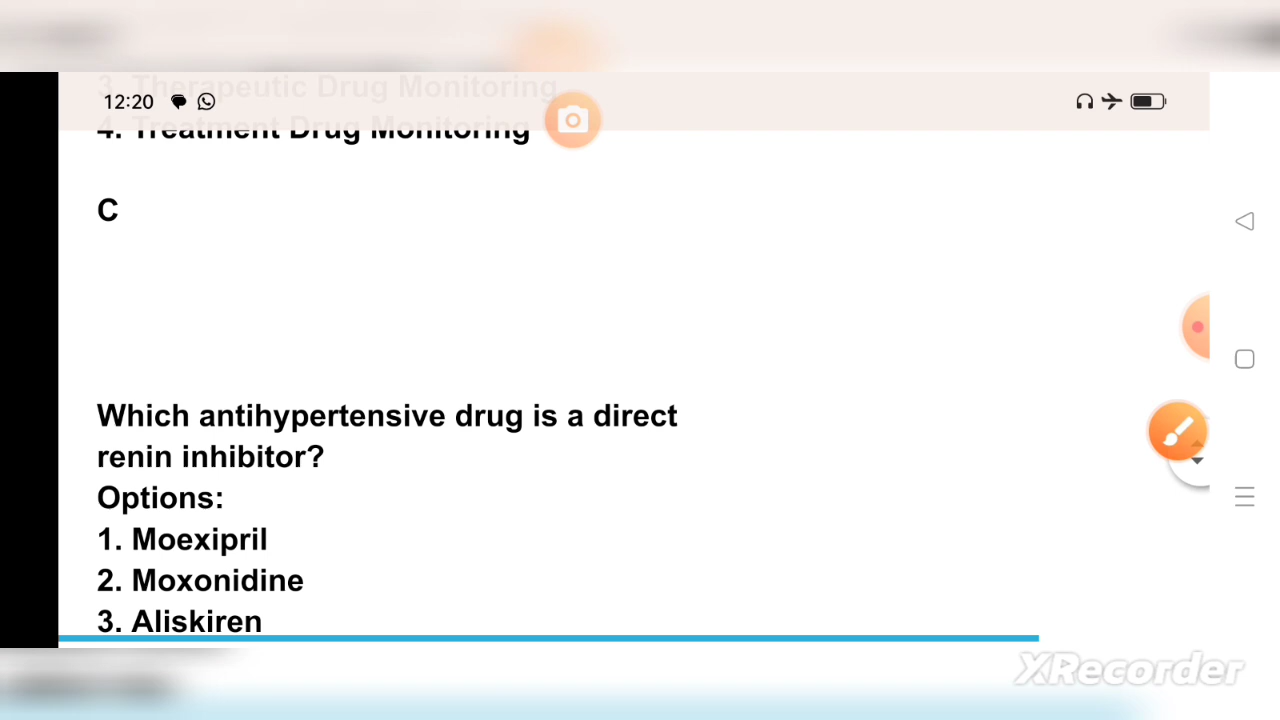 3. Therapeutic Drug Monitoring
12:20
4. Treatment Drug Monitoring
C
Which antihypertensive drug is a direct
renin inhibitor?
Options:
1. Moexipril
2. Moxonidine
3. Aliskiren
XRecorder